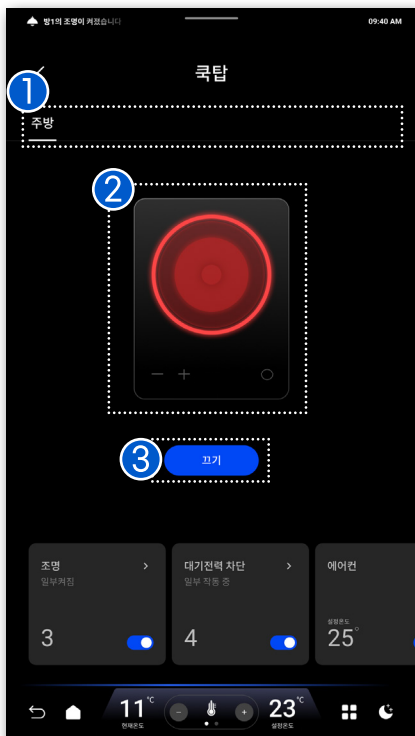 방1의 조명이 켜졌습니다
09:40 AM
쿡탑
1
주방
2
3
끄기
조명
일부켜짐
3
대기전력 차단
일부 작동 중
4
에어컨
설정온도
25°
11℃
현재온도
23℃
설정온도